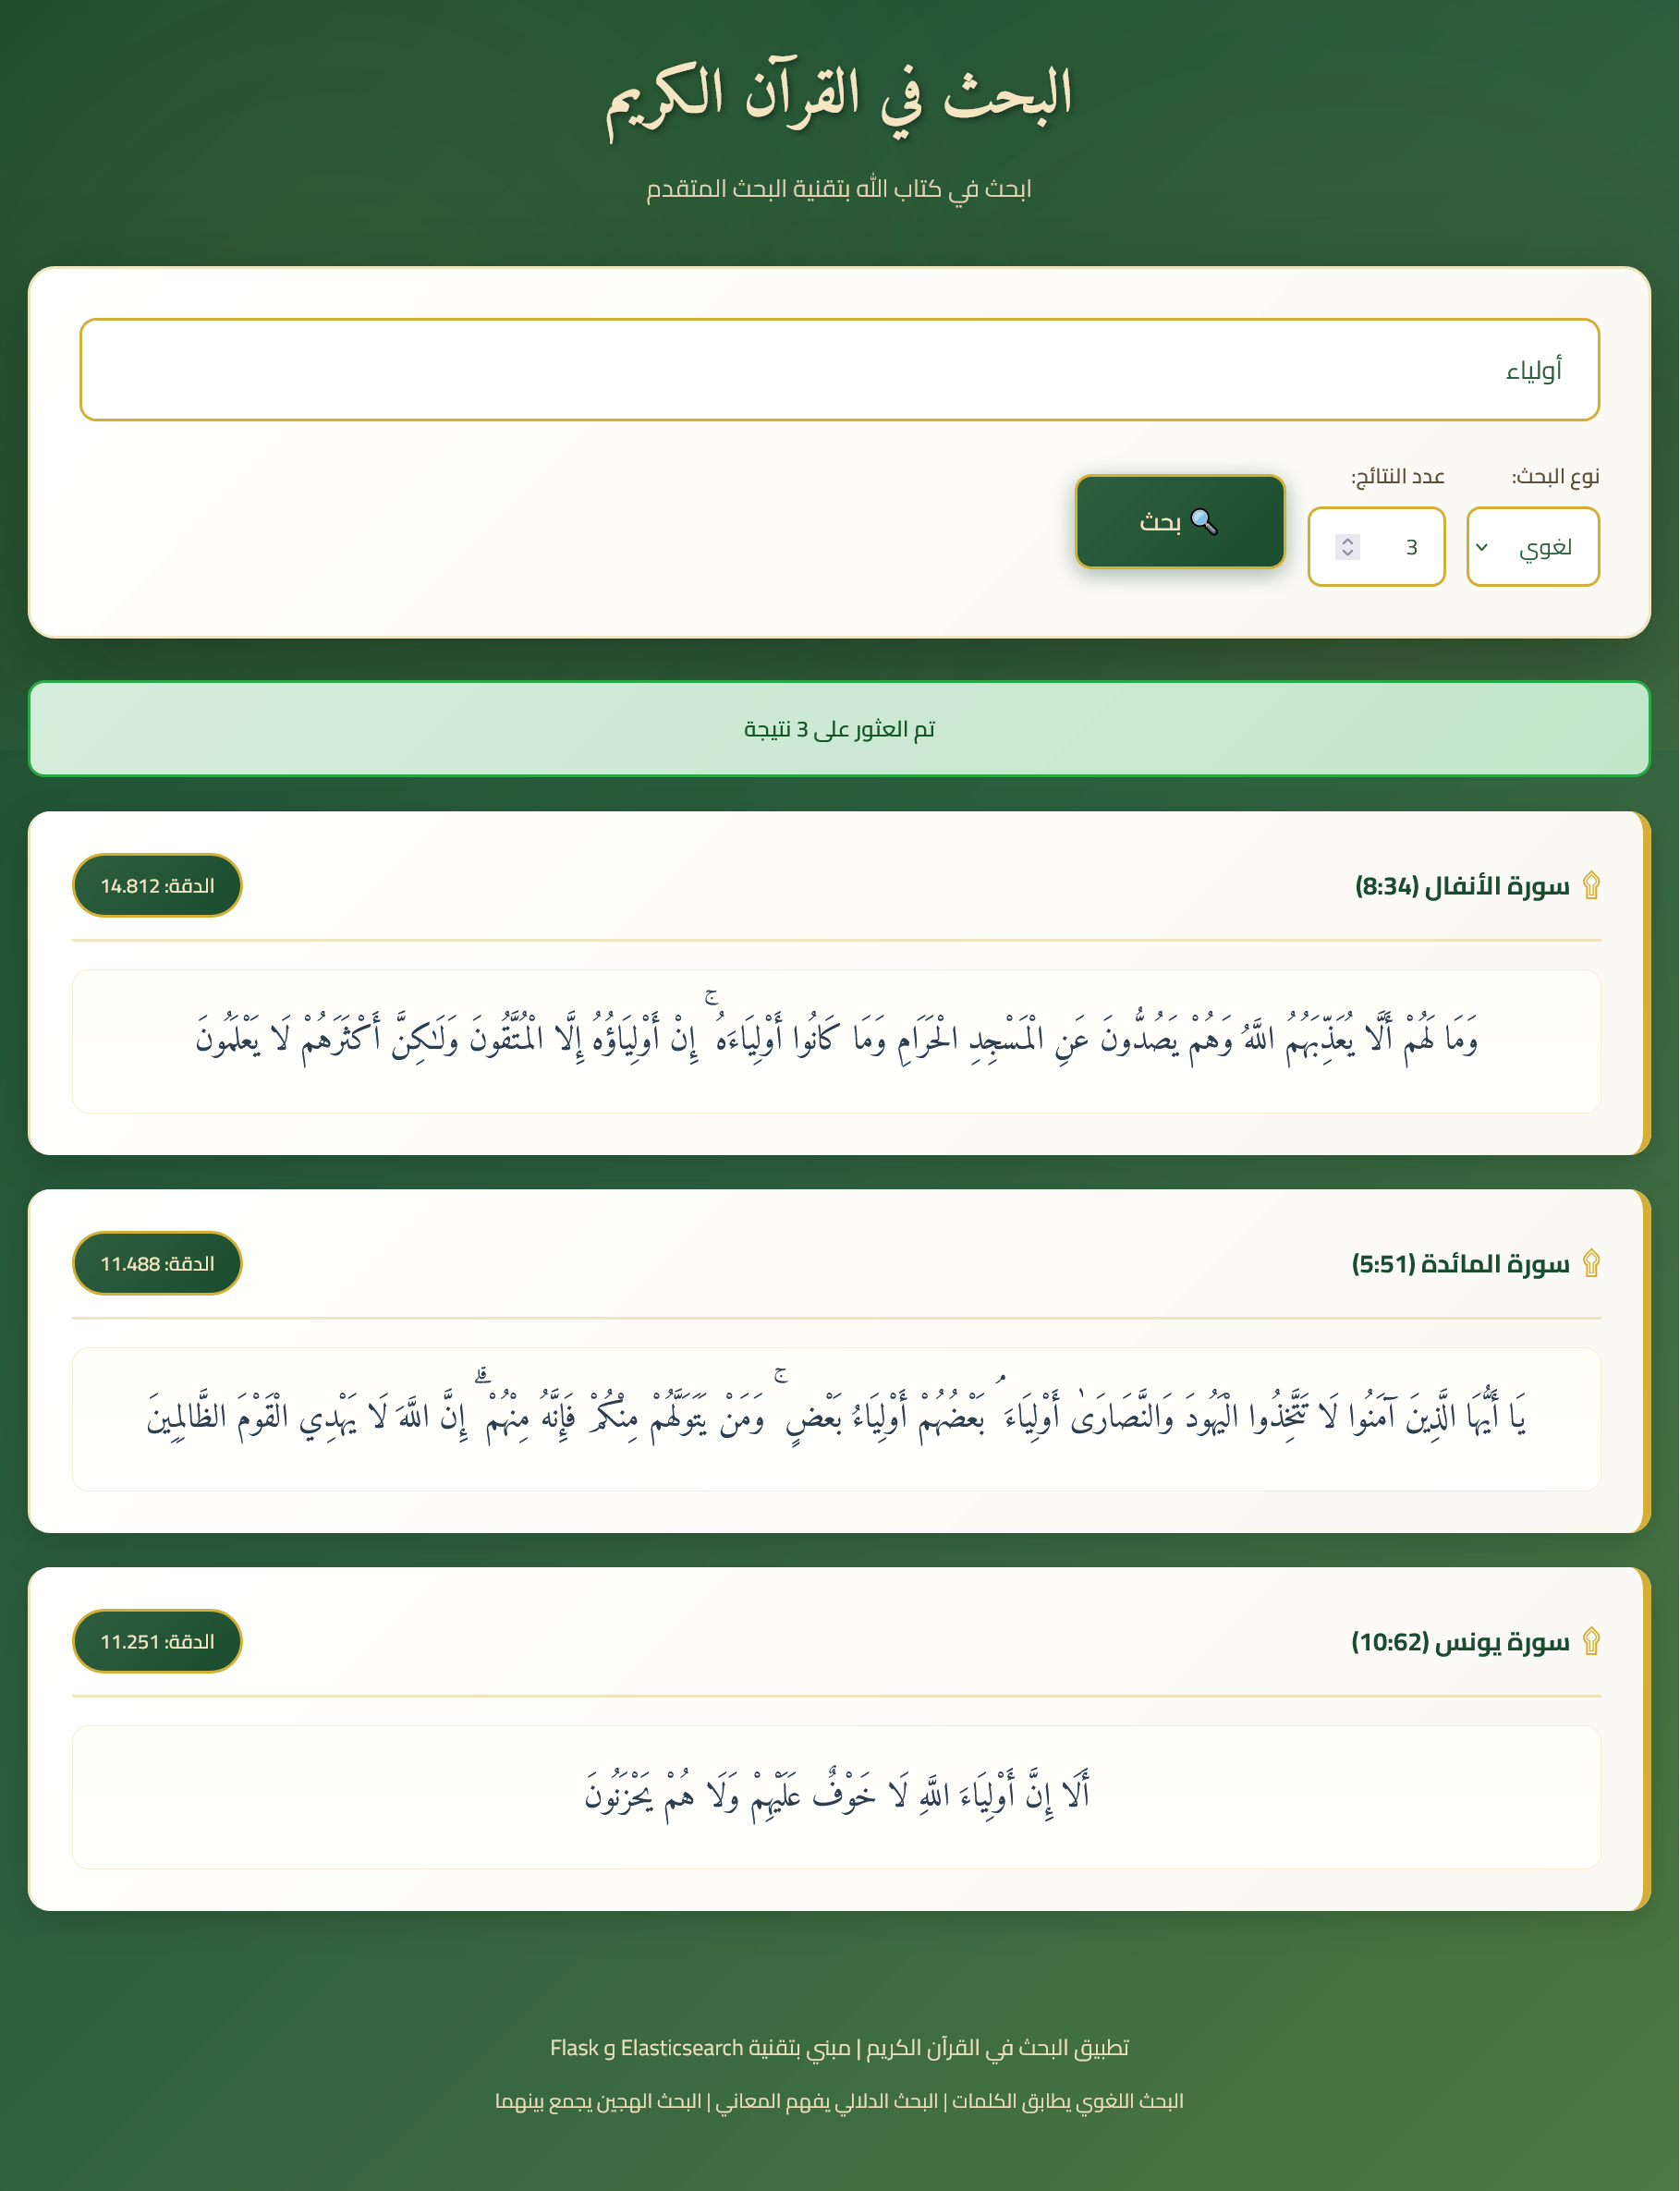 البحث في القرآن الكريم
ابحث في كتاب الله بتقنية البحث المتقدم
أولياء
نوع البحث:
عدد النتائج:
لغوي
3
🔍 بحث
تم العثور على 3 نتيجة
۩ سورة الأنفال (8:34)
الدقة: 14.812
وَمَا لَهُمْ أَلَّا يُعَذِّبَهُمُ اللَّهُ وَهُمْ يَصُدُّونَ عَنِ الْمَسْجِدِ الْحَرَامِ وَمَا كَانُوا أَوْلِيَاءَهُ ۚ إِنْ أَوْلِيَاؤُهُ إِلَّا الْمُتَّقُونَ وَلَٰكِنَّ أَكْثَرَهُمْ لَا يَعْلَمُونَ
۩ سورة المائدة (5:51)
الدقة: 11.488
يَا أَيُّهَا الَّذِينَ آمَنُوا لَا تَتَّخِذُوا الْيَهُودَ وَالنَّصَارَىٰ أَوْلِيَاءَ ۘ بَعْضُهُمْ أَوْلِيَاءُ بَعْضٍ ۚ وَمَنْ يَتَوَلَّهُمْ مِنْكُمْ فَإِنَّهُ مِنْهُمْ ۗ إِنَّ اللَّهَ لَا يَهْدِي الْقَوْمَ الظَّالِمِينَ
۩ سورة يونس (10:62)
الدقة: 11.251
أَلَا إِنَّ أَوْلِيَاءَ اللَّهِ لَا خَوْفٌ عَلَيْهِمْ وَلَا هُمْ يَحْزَنُونَ
تطبيق البحث في القرآن الكريم | مبني بتقنية Elasticsearch و Flask
البحث اللغوي يطابق الكلمات | البحث الدلالي يفهم المعاني | البحث الهجين يجمع بينهما